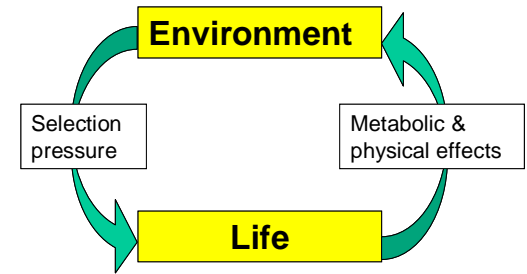 Environment
Selection
pressure
Metabolic &
physical effects
Life